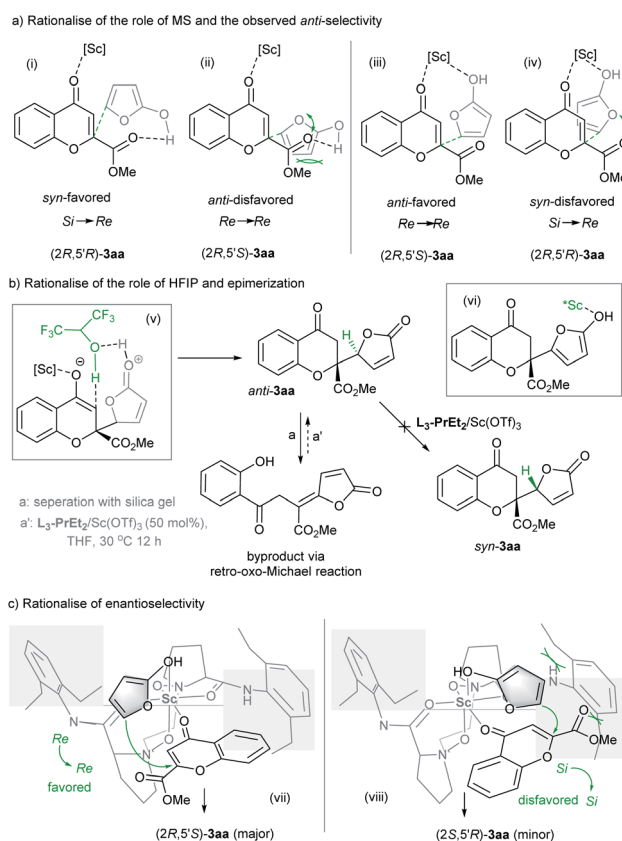 a) Rationalise of the role of MS and the observed anti-selectivity
(i)
[Sc]
O
O
O
O
H
O
OMe
syn-favored
Si→Re
(2R,5'R)-3aa
(ii)
[Sc]
O
O
O
O
H
O
OMe
anti-disfavored
Re→Re
(2R,5'S)-3aa
(iii)
[Sc]
OH
O
O
O
O
OMe
anti-favored
Re→Re
(2R,5'S)-3aa
(iv)
[Sc]
OH
O
O
O
O
OMe
syn-disfavored
Si→Re
(2R,5'R)-3aa
b) Rationalise of the role of HFIP and epimerization
(v)
CF3
F3C
O
H
H
[Sc]
O
⊖
O
⊕
O
O
CO2Me
a: seperation with silica gel
a': L3-PrEt2/Sc(OTf)3 (50 mol%),
THF, 30 °C 12 h
O
H
O
O
O
CO2Me
anti-3aa
a
a'
OH
O
O
O
CO2Me
byproduct via
retro-oxo-Michael reaction
(vi)
*Sc
OH
O
O
O
CO2Me
L3-PrEt2/Sc(OTf)3
O
H
O
O
O
CO2Me
syn-3aa
c) Rationalise of enantioselectivity
OH
O
N
O
Sc
O
N
H
N
H
O
O
N
O
O
O
OMe
Re
Re
favored
(vii)
(2R,5'S)-3aa (major)
HO
O
N
N
H
O
Sc
O
N
H
O
N
O
O
O
O
OMe
Si
Si
disfavored
(viii)
(2S,5'R)-3aa (minor)